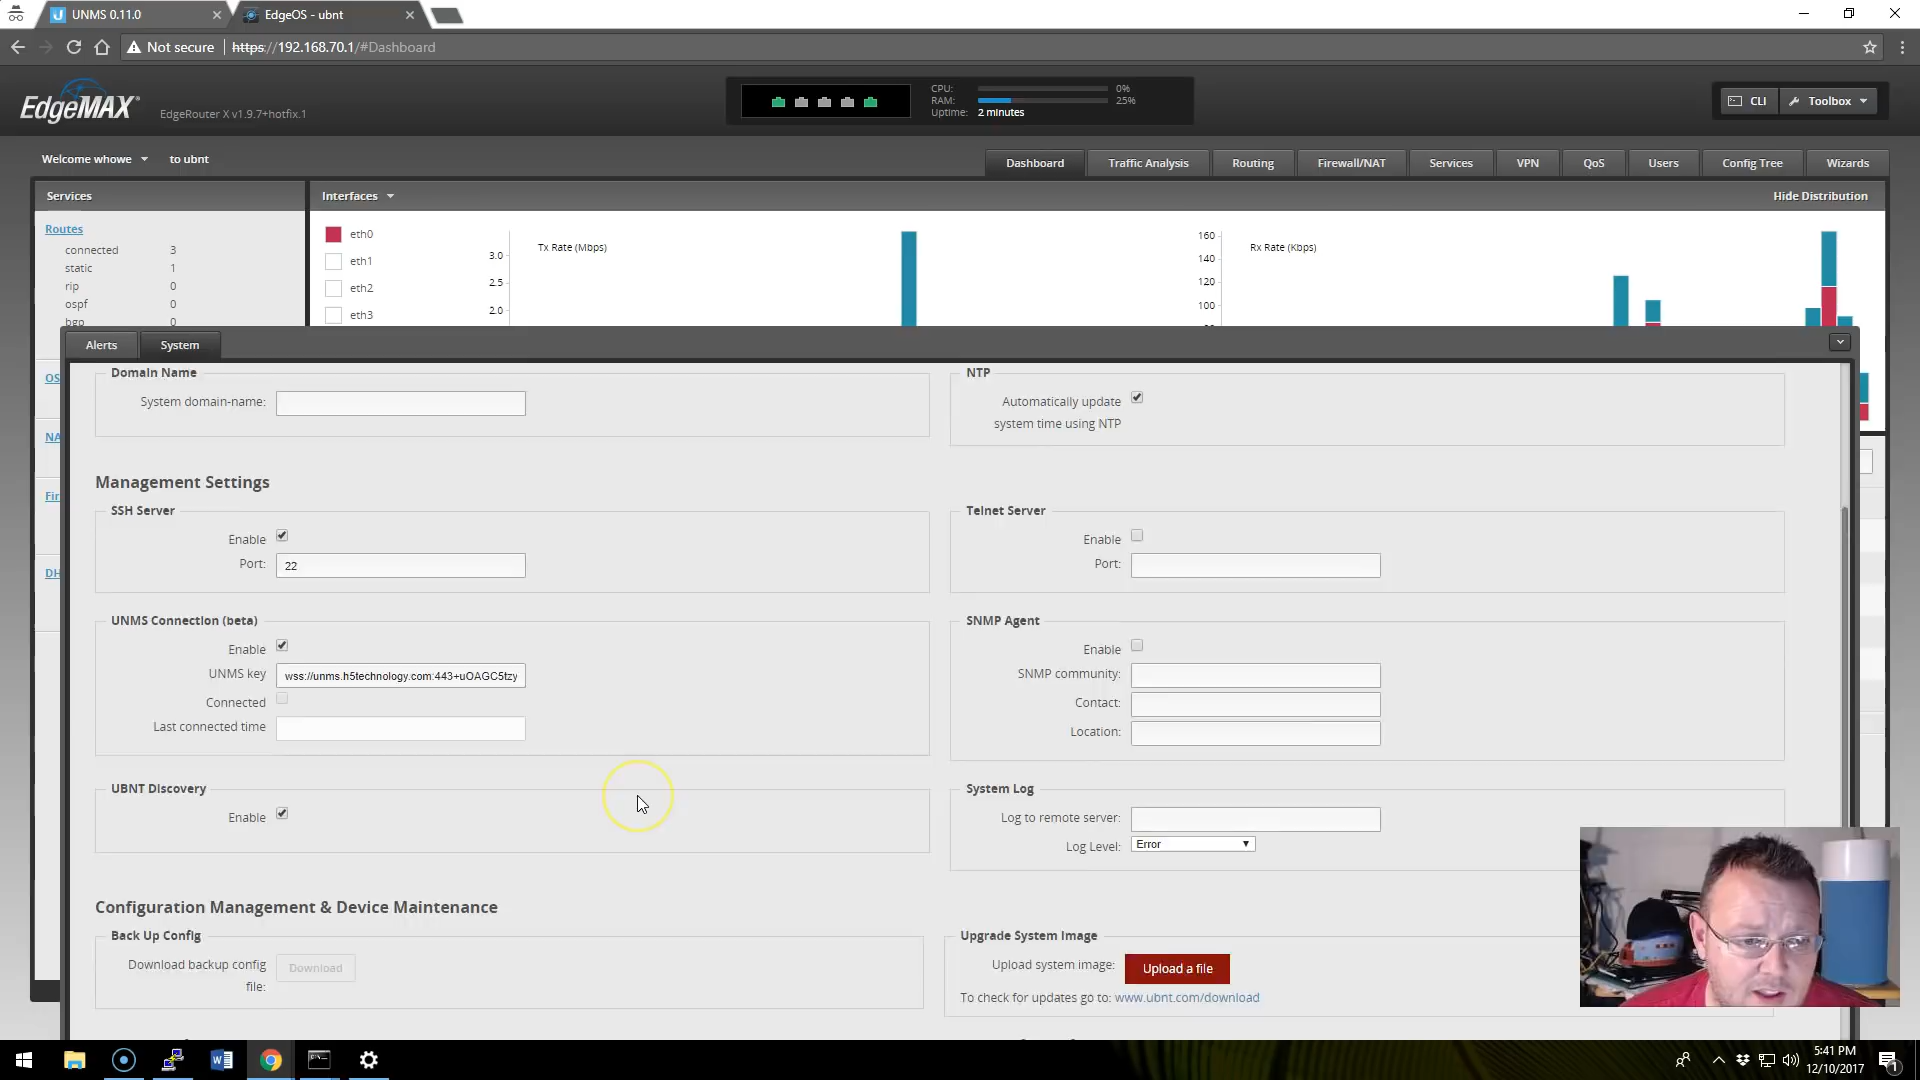 UNMS 0.11.0
EdgeOS - ubnt
Not secure
https://192.168.70.1/#Dashboard
EdgeMAX
EdgeRouter X v1.9.7+hotfix.1
CPU: 0%
RAM: 25%
Uptime: 2 minutes
CLI
Toolbox
Welcome whowe
to ubnt
Dashboard
Traffic Analysis
Routing
Firewall/NAT
Services
VPN
QoS
Users
Config Tree
Wizards
Services
Interfaces
Hide Distribution
Routes
connected 3
static 1
rip 0
ospf 0
bgp 0
OS
NA
Fir
DH
eth0
eth1
eth2
eth3
Tx Rate (Mbps)
3.0
2.5
2.0
Rx Rate (Kbps)
160
140
120
100
Alerts
System
Domain Name
System domain-name:
NTP
Automatically update
system time using NTP
Management Settings
SSH Server
Enable
Port: 22
Telnet Server
Enable
Port:
UNMS Connection (beta)
Enable
UNMS key wss://unms.h5technology.com:443+uOAGC5tzy
Connected
Last connected time
SNMP Agent
Enable
SNMP community:
Contact:
Location:
UBNT Discovery
Enable
System Log
Log to remote server:
Log Level: Error
Configuration Management & Device Maintenance
Back Up Config
Download backup config
file:
Download
Upgrade System Image
Upload system image: Upload a file
To check for updates go to: www.ubnt.com/download
5:41 PM
12/10/2017
1